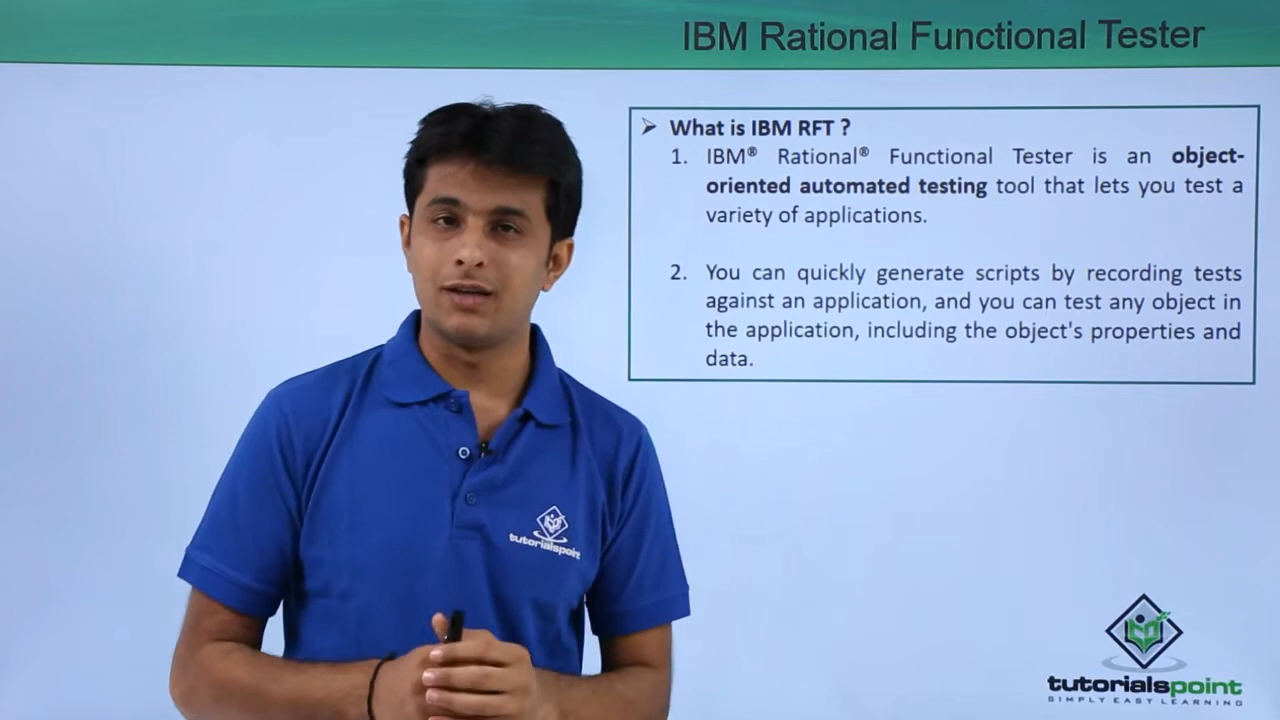 IBM Rational Functional Tester
➢ What is IBM RFT ?
1. IBM® Rational® Functional Tester is an object-
oriented automated testing tool that lets you test a
variety of applications.
2. You can quickly generate scripts by recording tests
against an application, and you can test any object in
the application, including the object's properties and
data.
tutorialspoint
tutorialspoint
SIMPLY EASY LEARNING